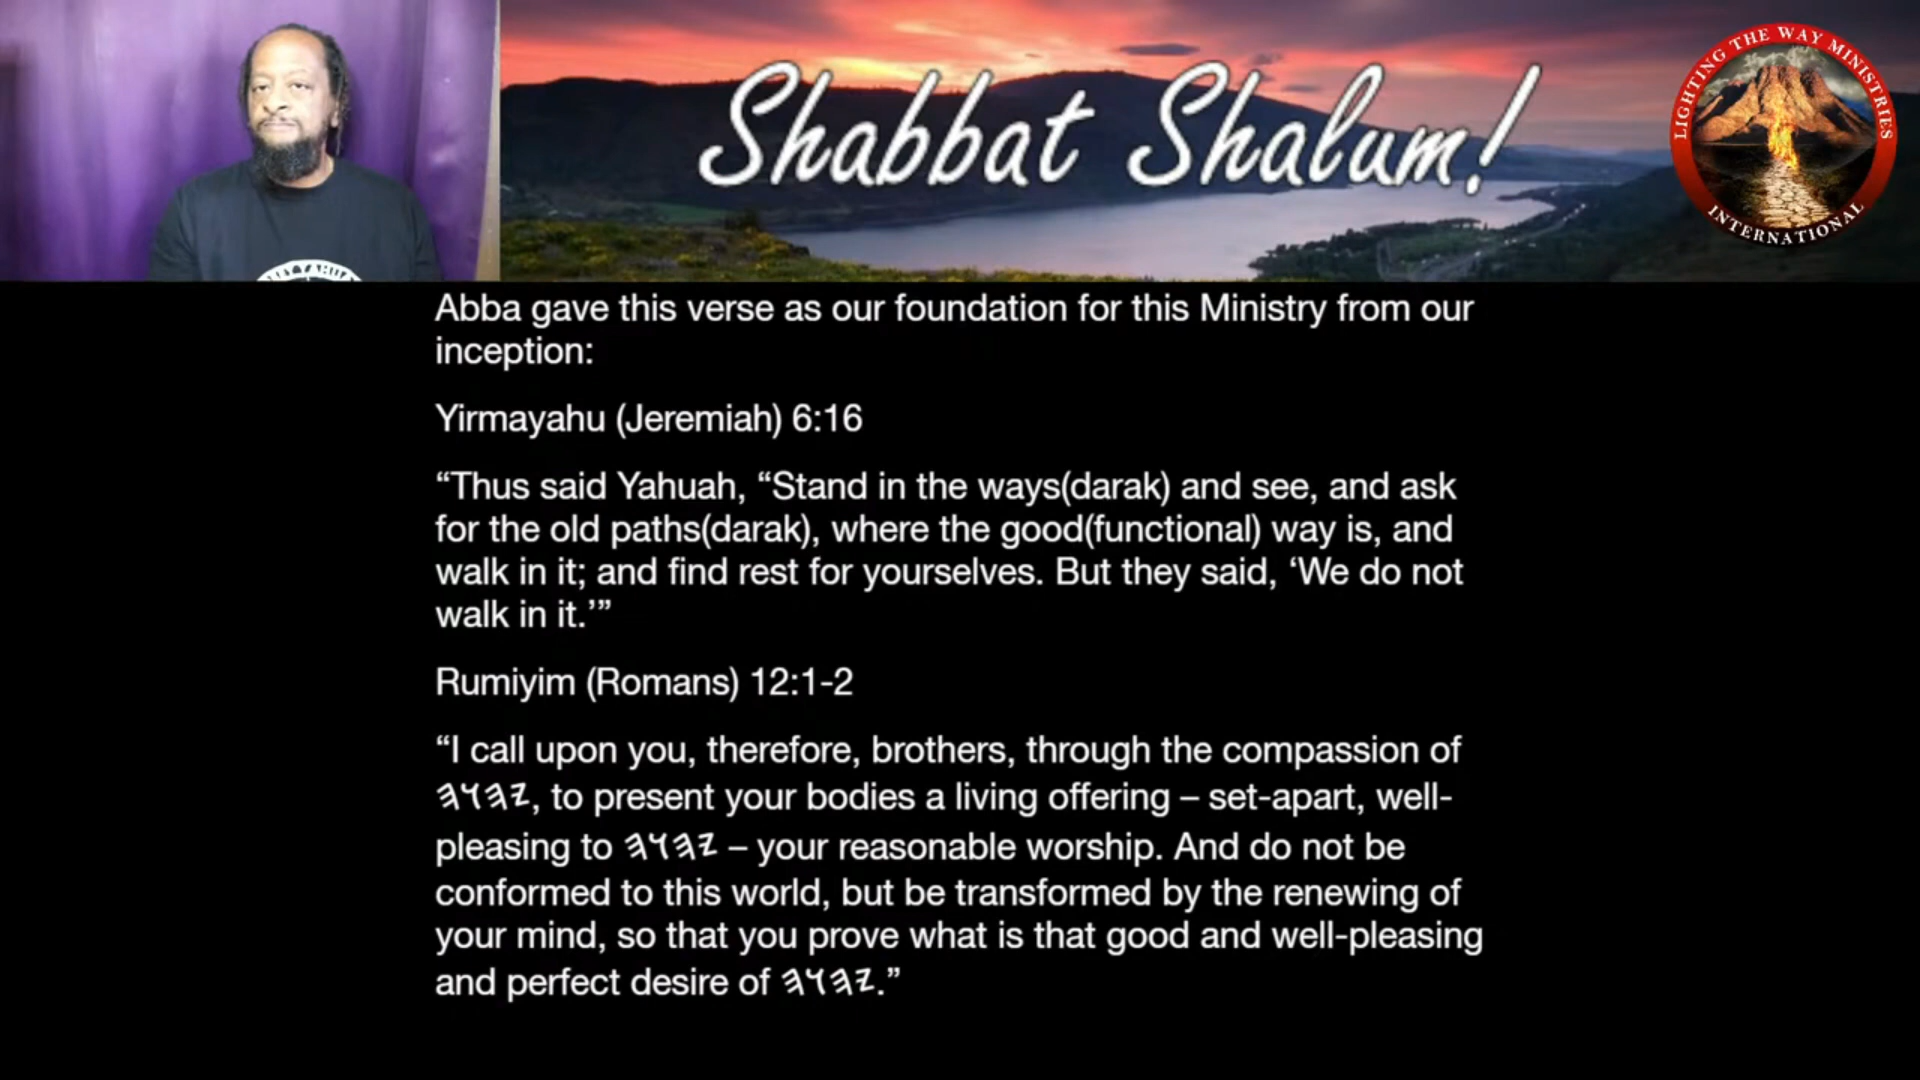 Shabbat Shalum!
LIGHTING THE WAY MINISTRIES
INTERNATIONAL
Abba gave this verse as our foundation for this Ministry from our
inception:
Yirmayahu (Jeremiah) 6:16
“Thus said Yahuah, “Stand in the ways(darak) and see, and ask
for the old paths(darak), where the good(functional) way is, and
walk in it; and find rest for yourselves. But they said, ‘We do not
walk in it.’”
Rumiyim (Romans) 12:1-2
“I call upon you, therefore, brothers, through the compassion of
𐤉𐤄𐤅𐤄, to present your bodies a living offering – set-apart, well-
pleasing to 𐤉𐤄𐤅𐤄 – your reasonable worship. And do not be
conformed to this world, but be transformed by the renewing of
your mind, so that you prove what is that good and well-pleasing
and perfect desire of 𐤉𐤄𐤅𐤄.”